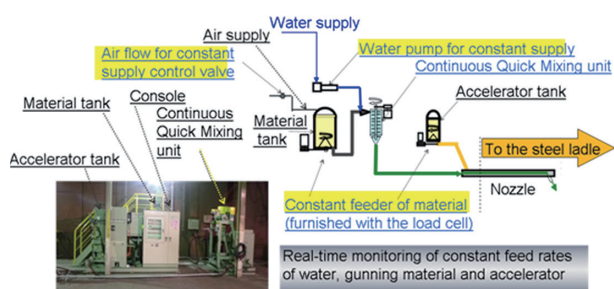 Water supply
Air supply
Air flow for constant
supply control valve
Water pump for constant supply
Continuous Quick Mixing unit
Material tank
Console
Continuous
Quick Mixing
unit
Accelerator tank
Material
tank
Accelerator tank
To the steel ladle
Nozzle
Constant feeder of material
(furnished with the load cell)
Real-time monitoring of constant feed rates
of water, gunning material and accelerator